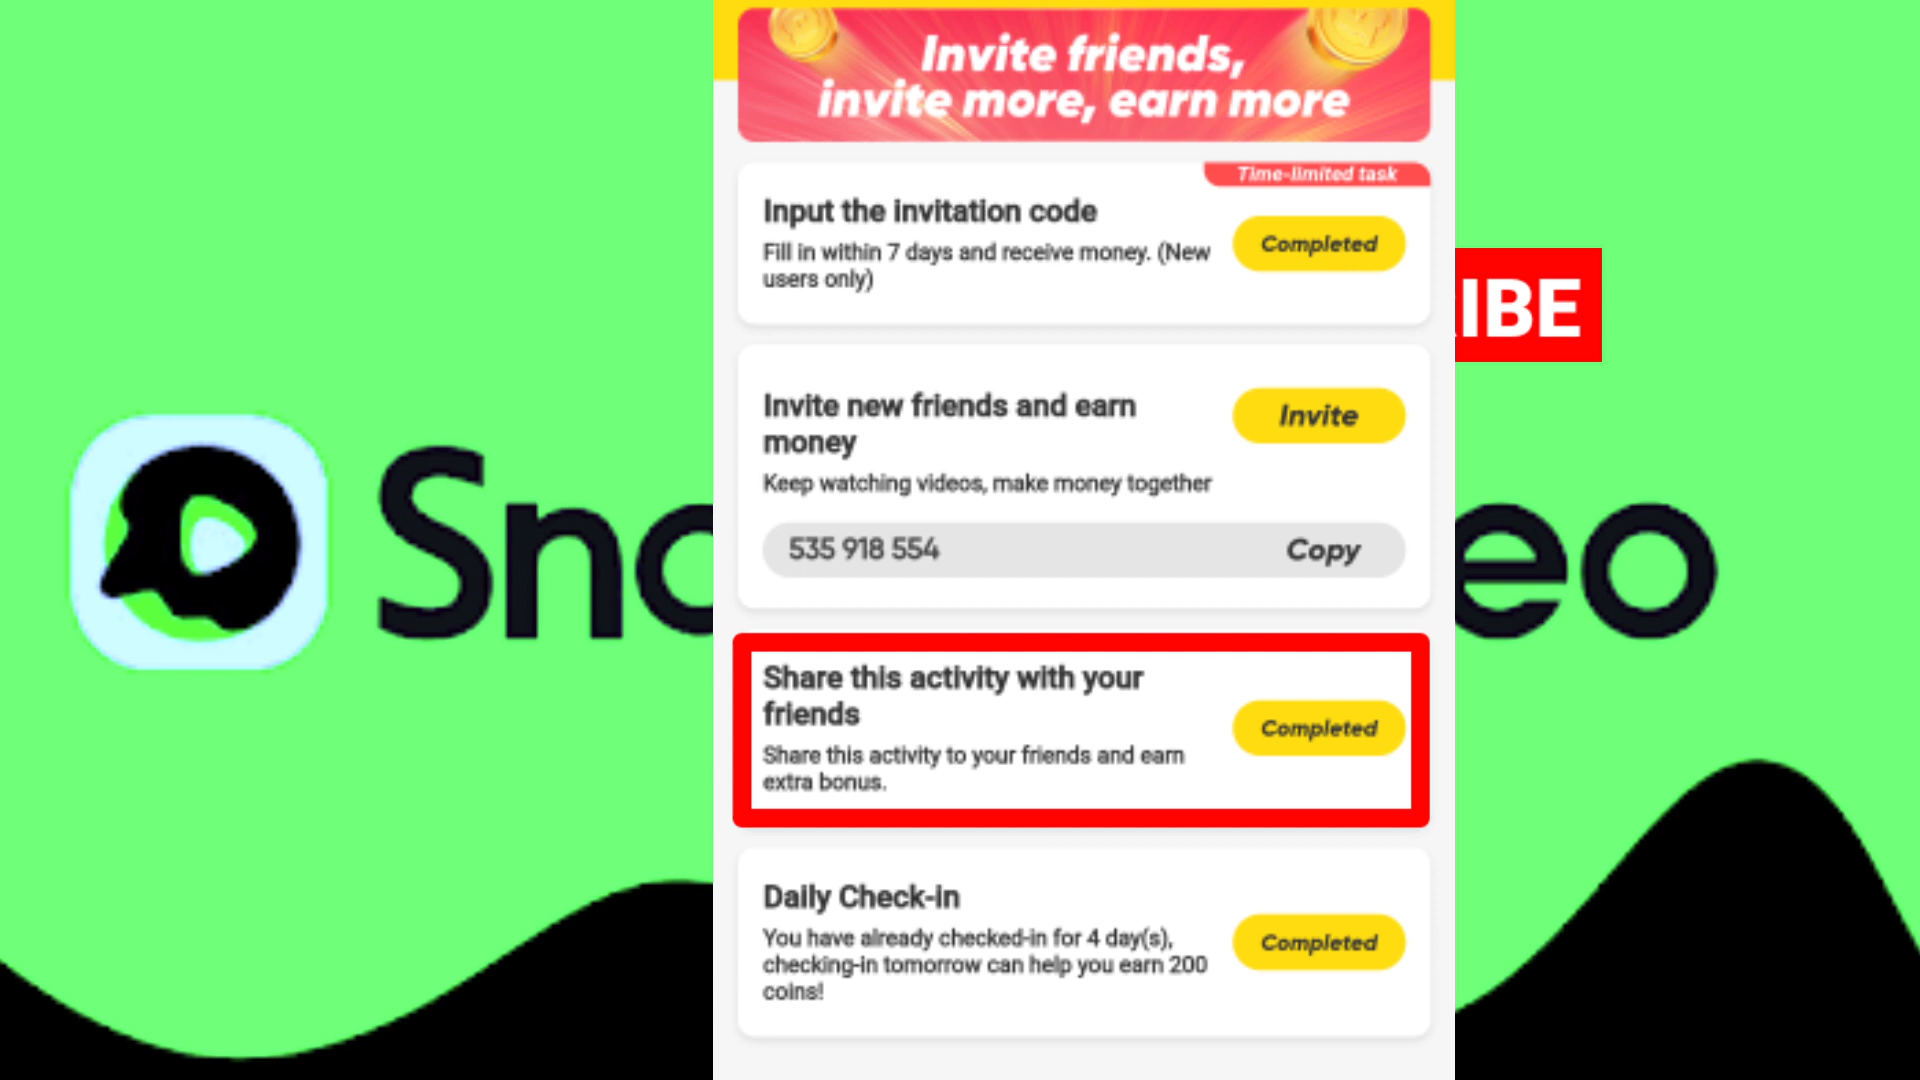 Invite friends,
invite more, earn more
Time-limited task
Input the invitation code
Fill in within 7 days and receive money. (New
users only)
Completed
IBE
Invite new friends and earn
money
Invite
Keep watching videos, make money together
535 918 554
Copy
Sn
eo
Share this activity with your
friends
Share this activity to your friends and earn
extra bonus.
Completed
Daily Check-in
You have already checked-in for 4 day(s),
checking-in tomorrow can help you earn 200
coins!
Completed